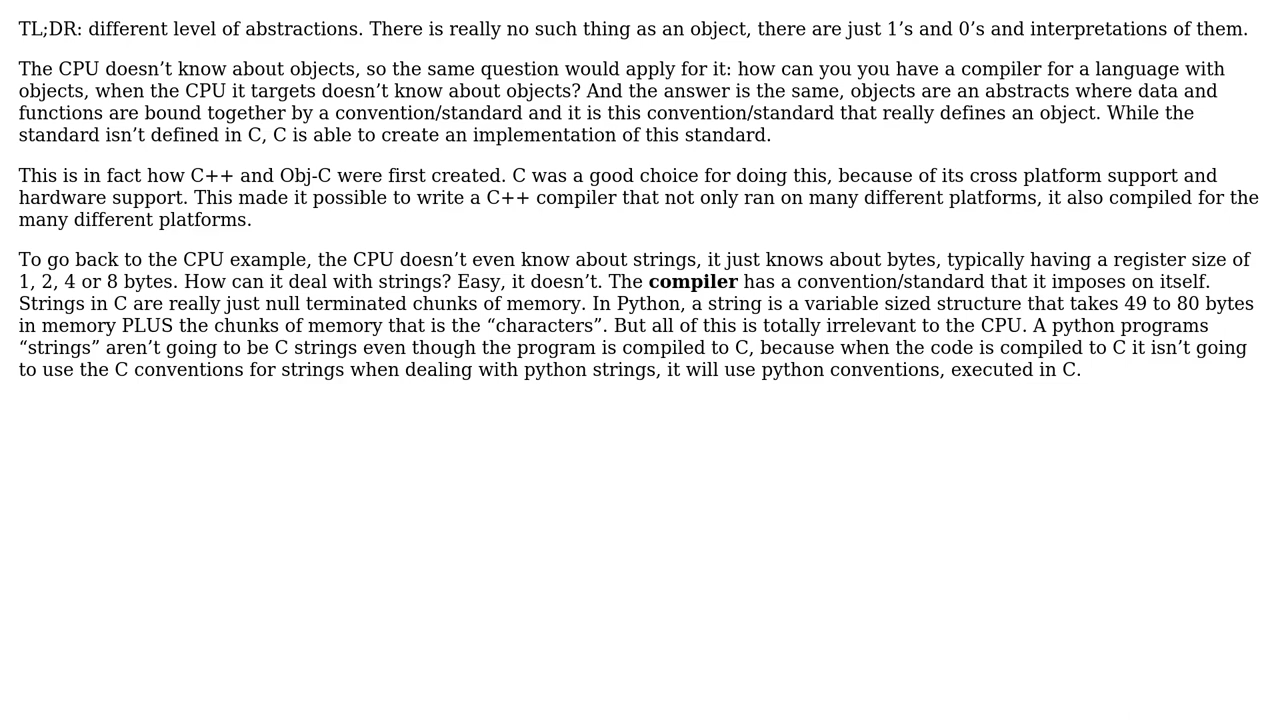 TL;DR: different level of abstractions. There is really no such thing as an object, there are just 1’s and 0’s and interpretations of them.
The CPU doesn’t know about objects, so the same question would apply for it: how can you you have a compiler for a language with
objects, when the CPU it targets doesn’t know about objects? And the answer is the same, objects are an abstracts where data and
functions are bound together by a convention/standard and it is this convention/standard that really defines an object. While the
standard isn’t defined in C, C is able to create an implementation of this standard.
This is in fact how C++ and Obj-C were first created. C was a good choice for doing this, because of its cross platform support and
hardware support. This made it possible to write a C++ compiler that not only ran on many different platforms, it also compiled for the
many different platforms.
To go back to the CPU example, the CPU doesn’t even know about strings, it just knows about bytes, typically having a register size of
1, 2, 4 or 8 bytes. How can it deal with strings? Easy, it doesn’t. The compiler has a convention/standard that it imposes on itself.
Strings in C are really just null terminated chunks of memory. In Python, a string is a variable sized structure that takes 49 to 80 bytes
in memory PLUS the chunks of memory that is the “characters”. But all of this is totally irrelevant to the CPU. A python programs
“strings” aren’t going to be C strings even though the program is compiled to C, because when the code is compiled to C it isn’t going
to use the C conventions for strings when dealing with python strings, it will use python conventions, executed in C.